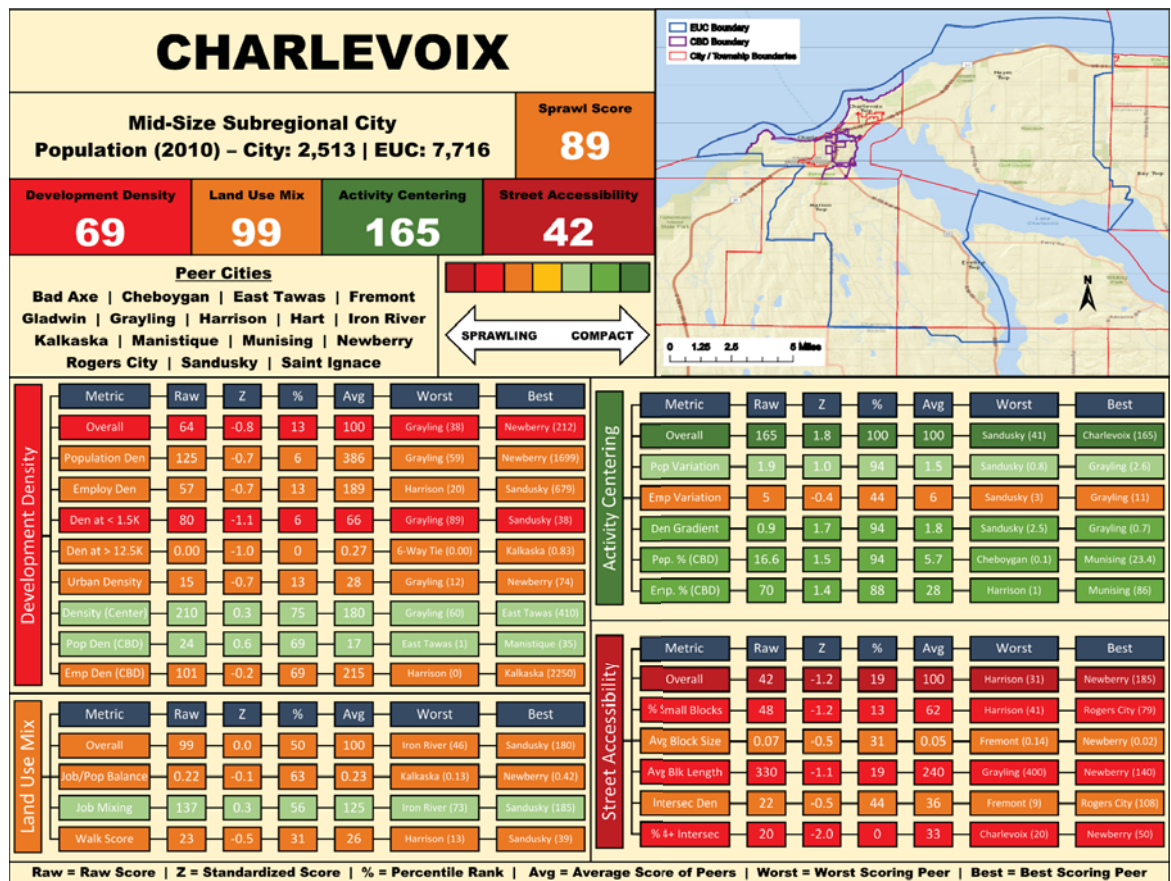 CHARLEVOIX
Mid-Size Subregional City
Population (2010) – City: 2,513 | EUC: 7,716
Sprawl Score
89
Development Density
69
Land Use Mix
99
Activity Centering
165
Street Accessibility
42
Peer Cities
Bad Axe | Cheboygan | East Tawas | Fremont
Gladwin | Grayling | Harrison | Hart | Iron River
Kalkaska | Manistique | Munising | Newberry
Rogers City | Sandusky | Saint Ignace
SPRAWLING COMPACT
EUC Boundary
CBD Boundary
City / Township Boundaries
N
0 1.25 2.5 5 Miles
Development Density
Metric Raw Z % Avg Worst Best
Overall 64 -0.8 13 100 Grayling (38) Newberry (212)
Population Den 125 -0.7 6 386 Grayling (59) Newberry (1699)
Employ Den 57 -0.7 13 189 Harrison (20) Sandusky (679)
Den at < 1.5K 80 -1.1 6 66 Grayling (89) Sandusky (38)
Den at > 12.5K 0.00 -1.0 0 0.27 6-Way Tie (0.00) Kalkaska (0.83)
Urban Density 15 -0.7 13 28 Grayling (12) Newberry (74)
Density (Center) 210 0.3 75 180 Grayling (60) East Tawas (410)
Pop Den (CBD) 24 0.6 69 17 East Tawas (1) Manistique (35)
Emp Den (CBD) 101 -0.2 69 215 Harrison (0) Kalkaska (2250)
Land Use Mix
Metric Raw Z % Avg Worst Best
Overall 99 0.0 50 100 Iron River (46) Sandusky (180)
Job/Pop Balance 0.22 -0.1 63 0.23 Kalkaska (0.13) Newberry (0.42)
Job Mixing 137 0.3 56 125 Iron River (73) Sandusky (185)
Walk Score 23 -0.5 31 26 Harrison (13) Sandusky (39)
Activity Centering
Metric Raw Z % Avg Worst Best
Overall 165 1.8 100 100 Sandusky (41) Charlevoix (165)
Pop Variation 1.9 1.0 94 1.5 Sandusky (0.8) Grayling (2.6)
Emp Variation 5 -0.4 44 6 Sandusky (3) Grayling (11)
Den Gradient 0.9 1.7 94 1.8 Sandusky (2.5) Grayling (0.7)
Pop. % (CBD) 16.6 1.5 94 5.7 Cheboygan (0.1) Munising (23.4)
Emp. % (CBD) 70 1.4 88 28 Harrison (1) Munising (86)
Street Accessibility
Metric Raw Z % Avg Worst Best
Overall 42 -1.2 19 100 Harrison (31) Newberry (185)
% Small Blocks 48 -1.2 13 62 Harrison (41) Rogers City (79)
Avg Block Size 0.07 -0.5 31 0.05 Fremont (0.14) Newberry (0.02)
Avg Blk Length 330 -1.1 19 240 Grayling (400) Newberry (140)
Intersec Den 22 -0.5 44 36 Fremont (9) Rogers City (108)
% 4+ Intersec 20 -2.0 0 33 Charlevoix (20) Newberry (50)
Raw = Raw Score | Z = Standardized Score | % = Percentile Rank | Avg = Average Score of Peers | Worst = Worst Scoring Peer | Best = Best Scoring Peer